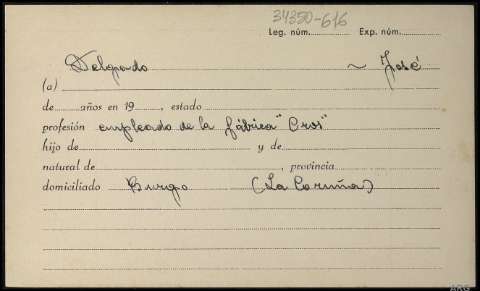 34350-616
Leg. núm. Exp. núm.
Delgado ~ José
(a)
de años en 19 , estado
profesión empleado de la fábrica "Cros"
hijo de y de
natural de , provincia
domiciliado Burgo (La Coruña)
ARG